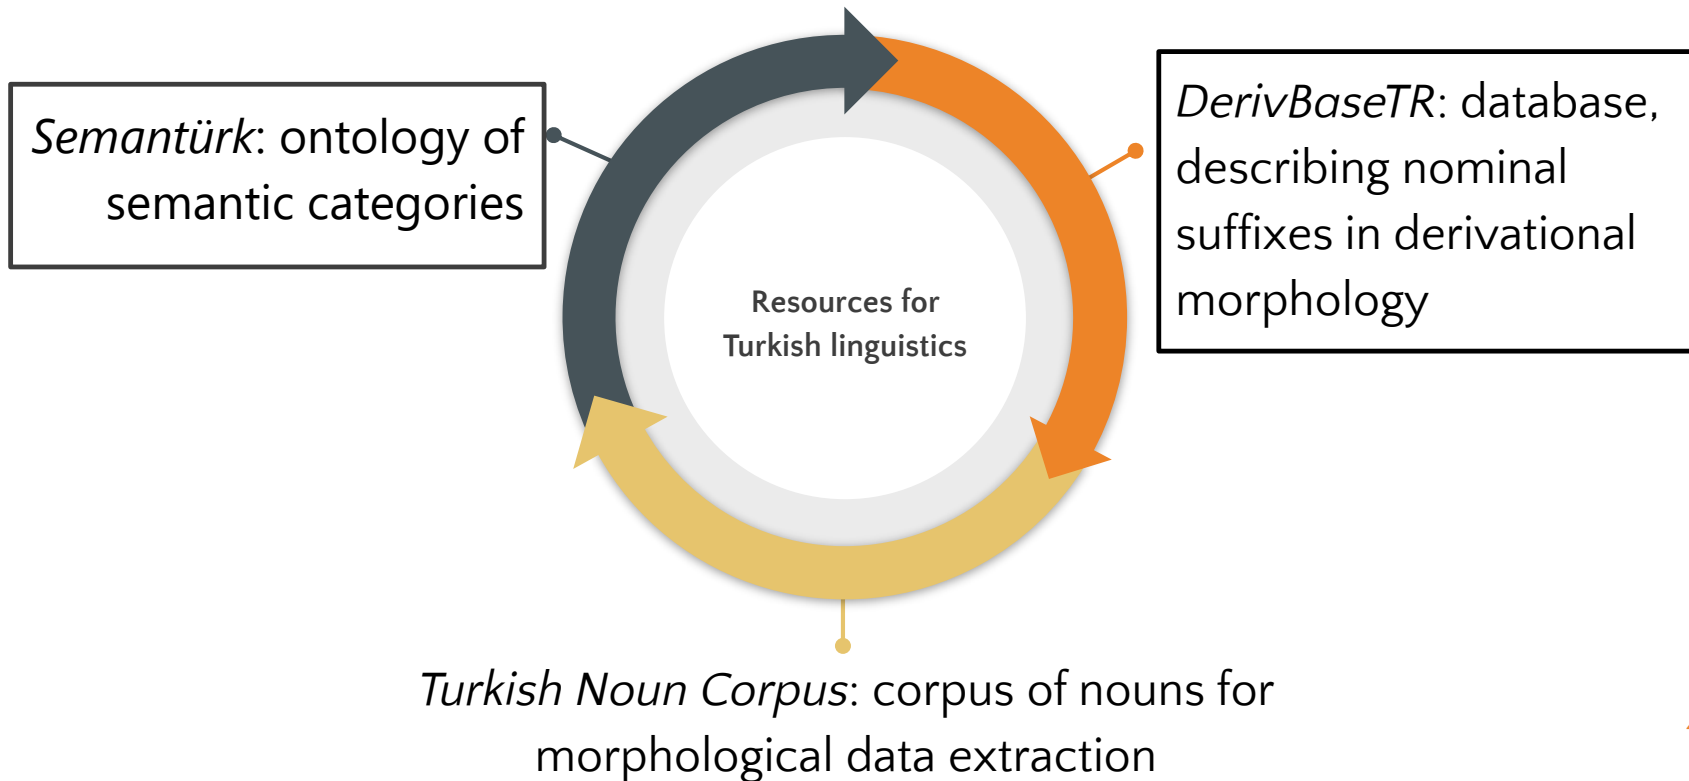 Semantürk: ontology of
semantic categories
DerivBaseTR: database,
describing nominal
suffixes in derivational
morphology
Resources for
Turkish linguistics
Turkish Noun Corpus: corpus of nouns for
morphological data extraction